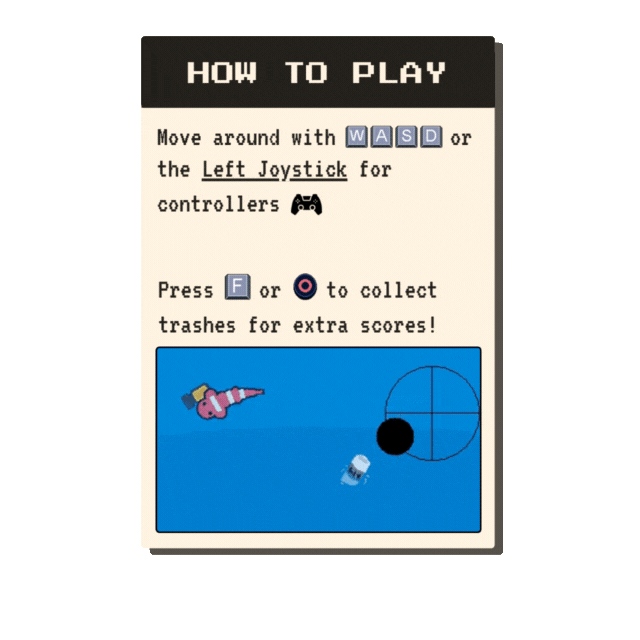 HOW TO PLAY
Move around with W A S D or
the Left Joystick for
controllers
Press F or to collect
trashes for extra scores!